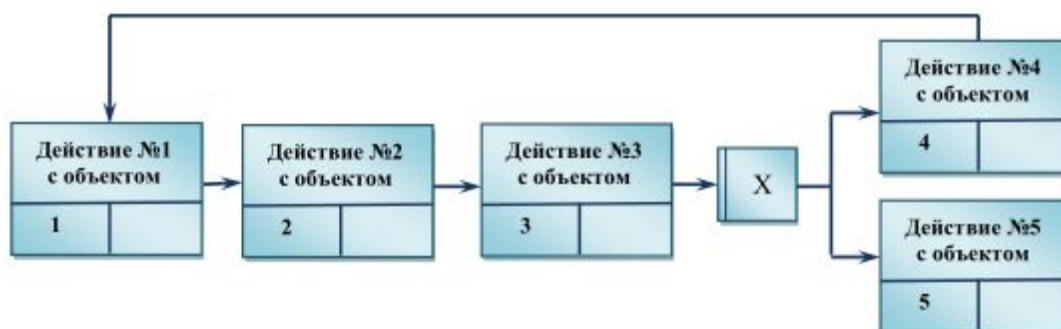 Действие №1
с объектом
1
Действие №2
с объектом
2
Действие №3
с объектом
3
X
Действие №4
с объектом
4
Действие №5
с объектом
5